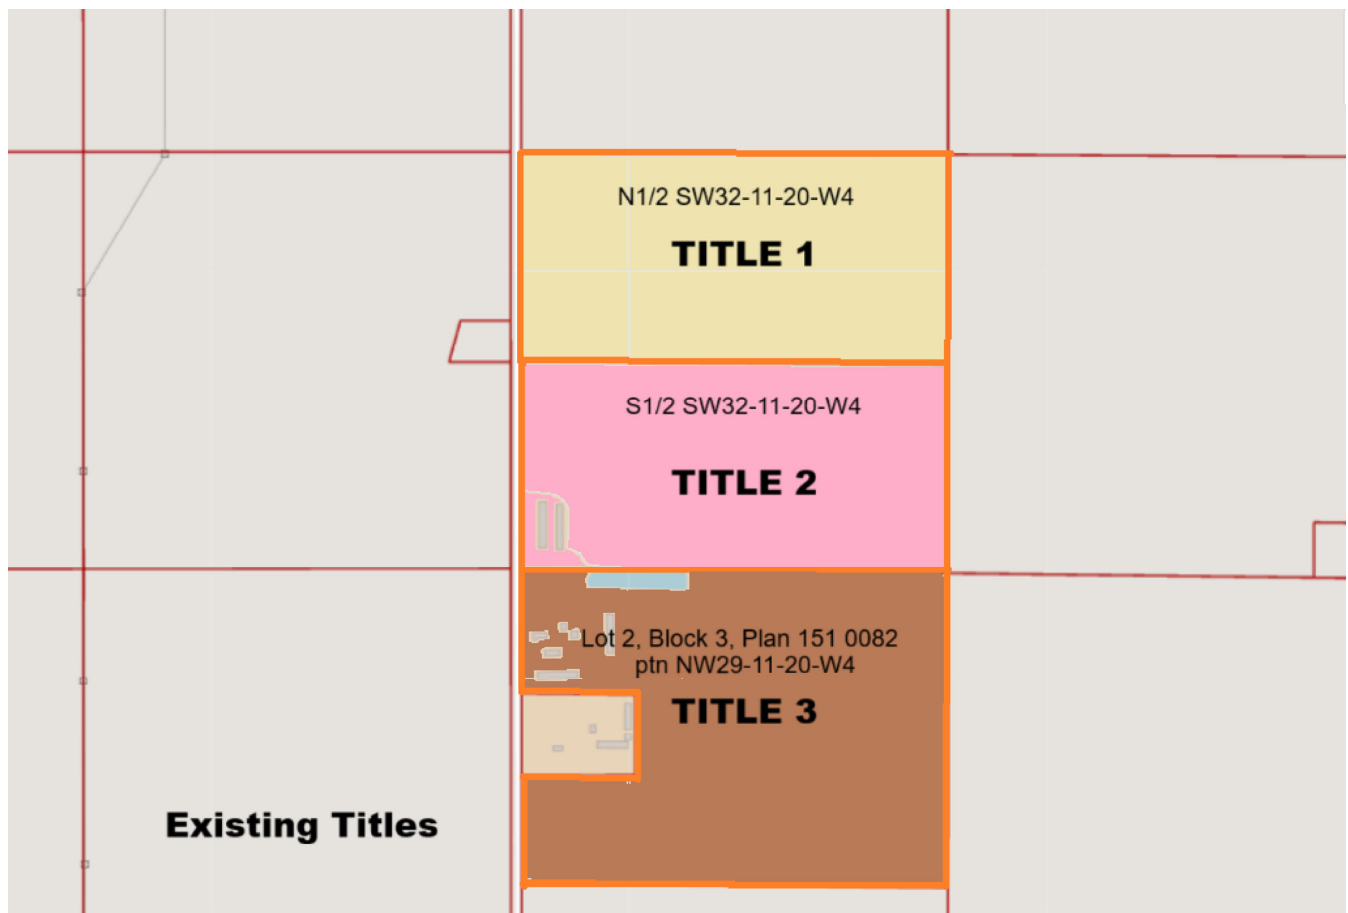 N1/2 SW32-11-20-W4
TITLE 1
S1/2 SW32-11-20-W4
TITLE 2
Lot 2, Block 3, Plan 151 0082
ptn NW29-11-20-W4
TITLE 3
Existing Titles